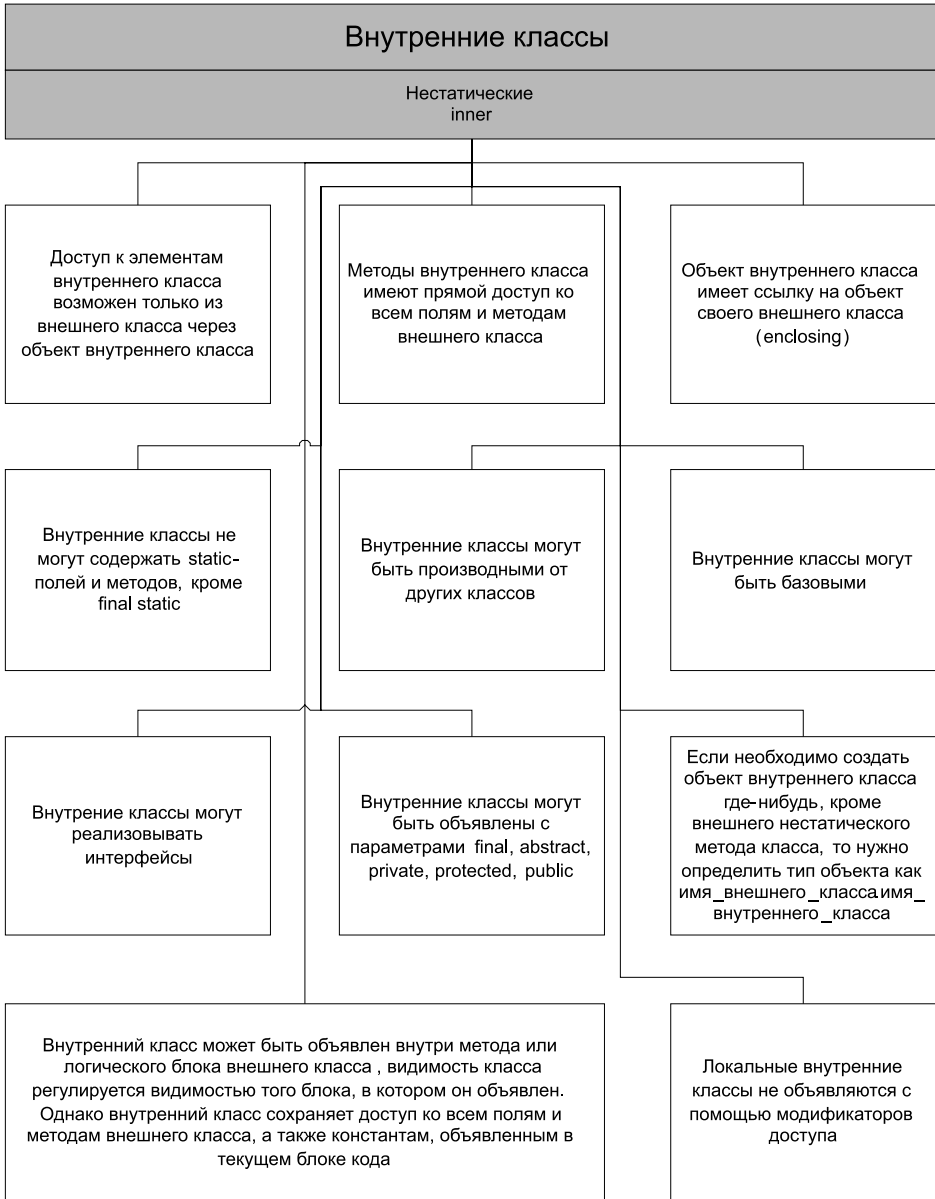 Внутренние классы
Нестатические
inner
Доступ к элементам
внутреннего класса
возможен только из
внешнего класса через
объект внутреннего класса
Методы внутреннего класса
имеют прямой доступ ко
всем полям и методам
внешнего класса
Объект внутреннего класса
имеет ссылку на объект
своего внешнего класса
(enclosing)
Внутренние классы не
могут содержать static-
полей и методов, кроме
final static
Внутренние классы могут
быть производными от
других классов
Внутренние классы могут
быть базовыми
Внутрение классы могут
реализовывать
интерфейсы
Внутренние классы могут
быть объявлены с
параметрами final, abstract,
private, protected, public
Если необходимо создать
объект внутреннего класса
где-нибудь, кроме
внешнего нестатического
метода класса, то нужно
определить тип объекта как
имя_внешнего_класса.имя_
внутреннего_класса
Внутренний класс может быть объявлен внутри метода или
логического блока внешнего класса , видимость класса
регулируется видимостью того блока, в котором он объявлен.
Однако внутренний класс сохраняет доступ ко всем полям и
методам внешнего класса, а также константам, объявленным в
текущем блоке кода
Локальные внутренние
классы не объявляются с
помощью модификаторов
доступа